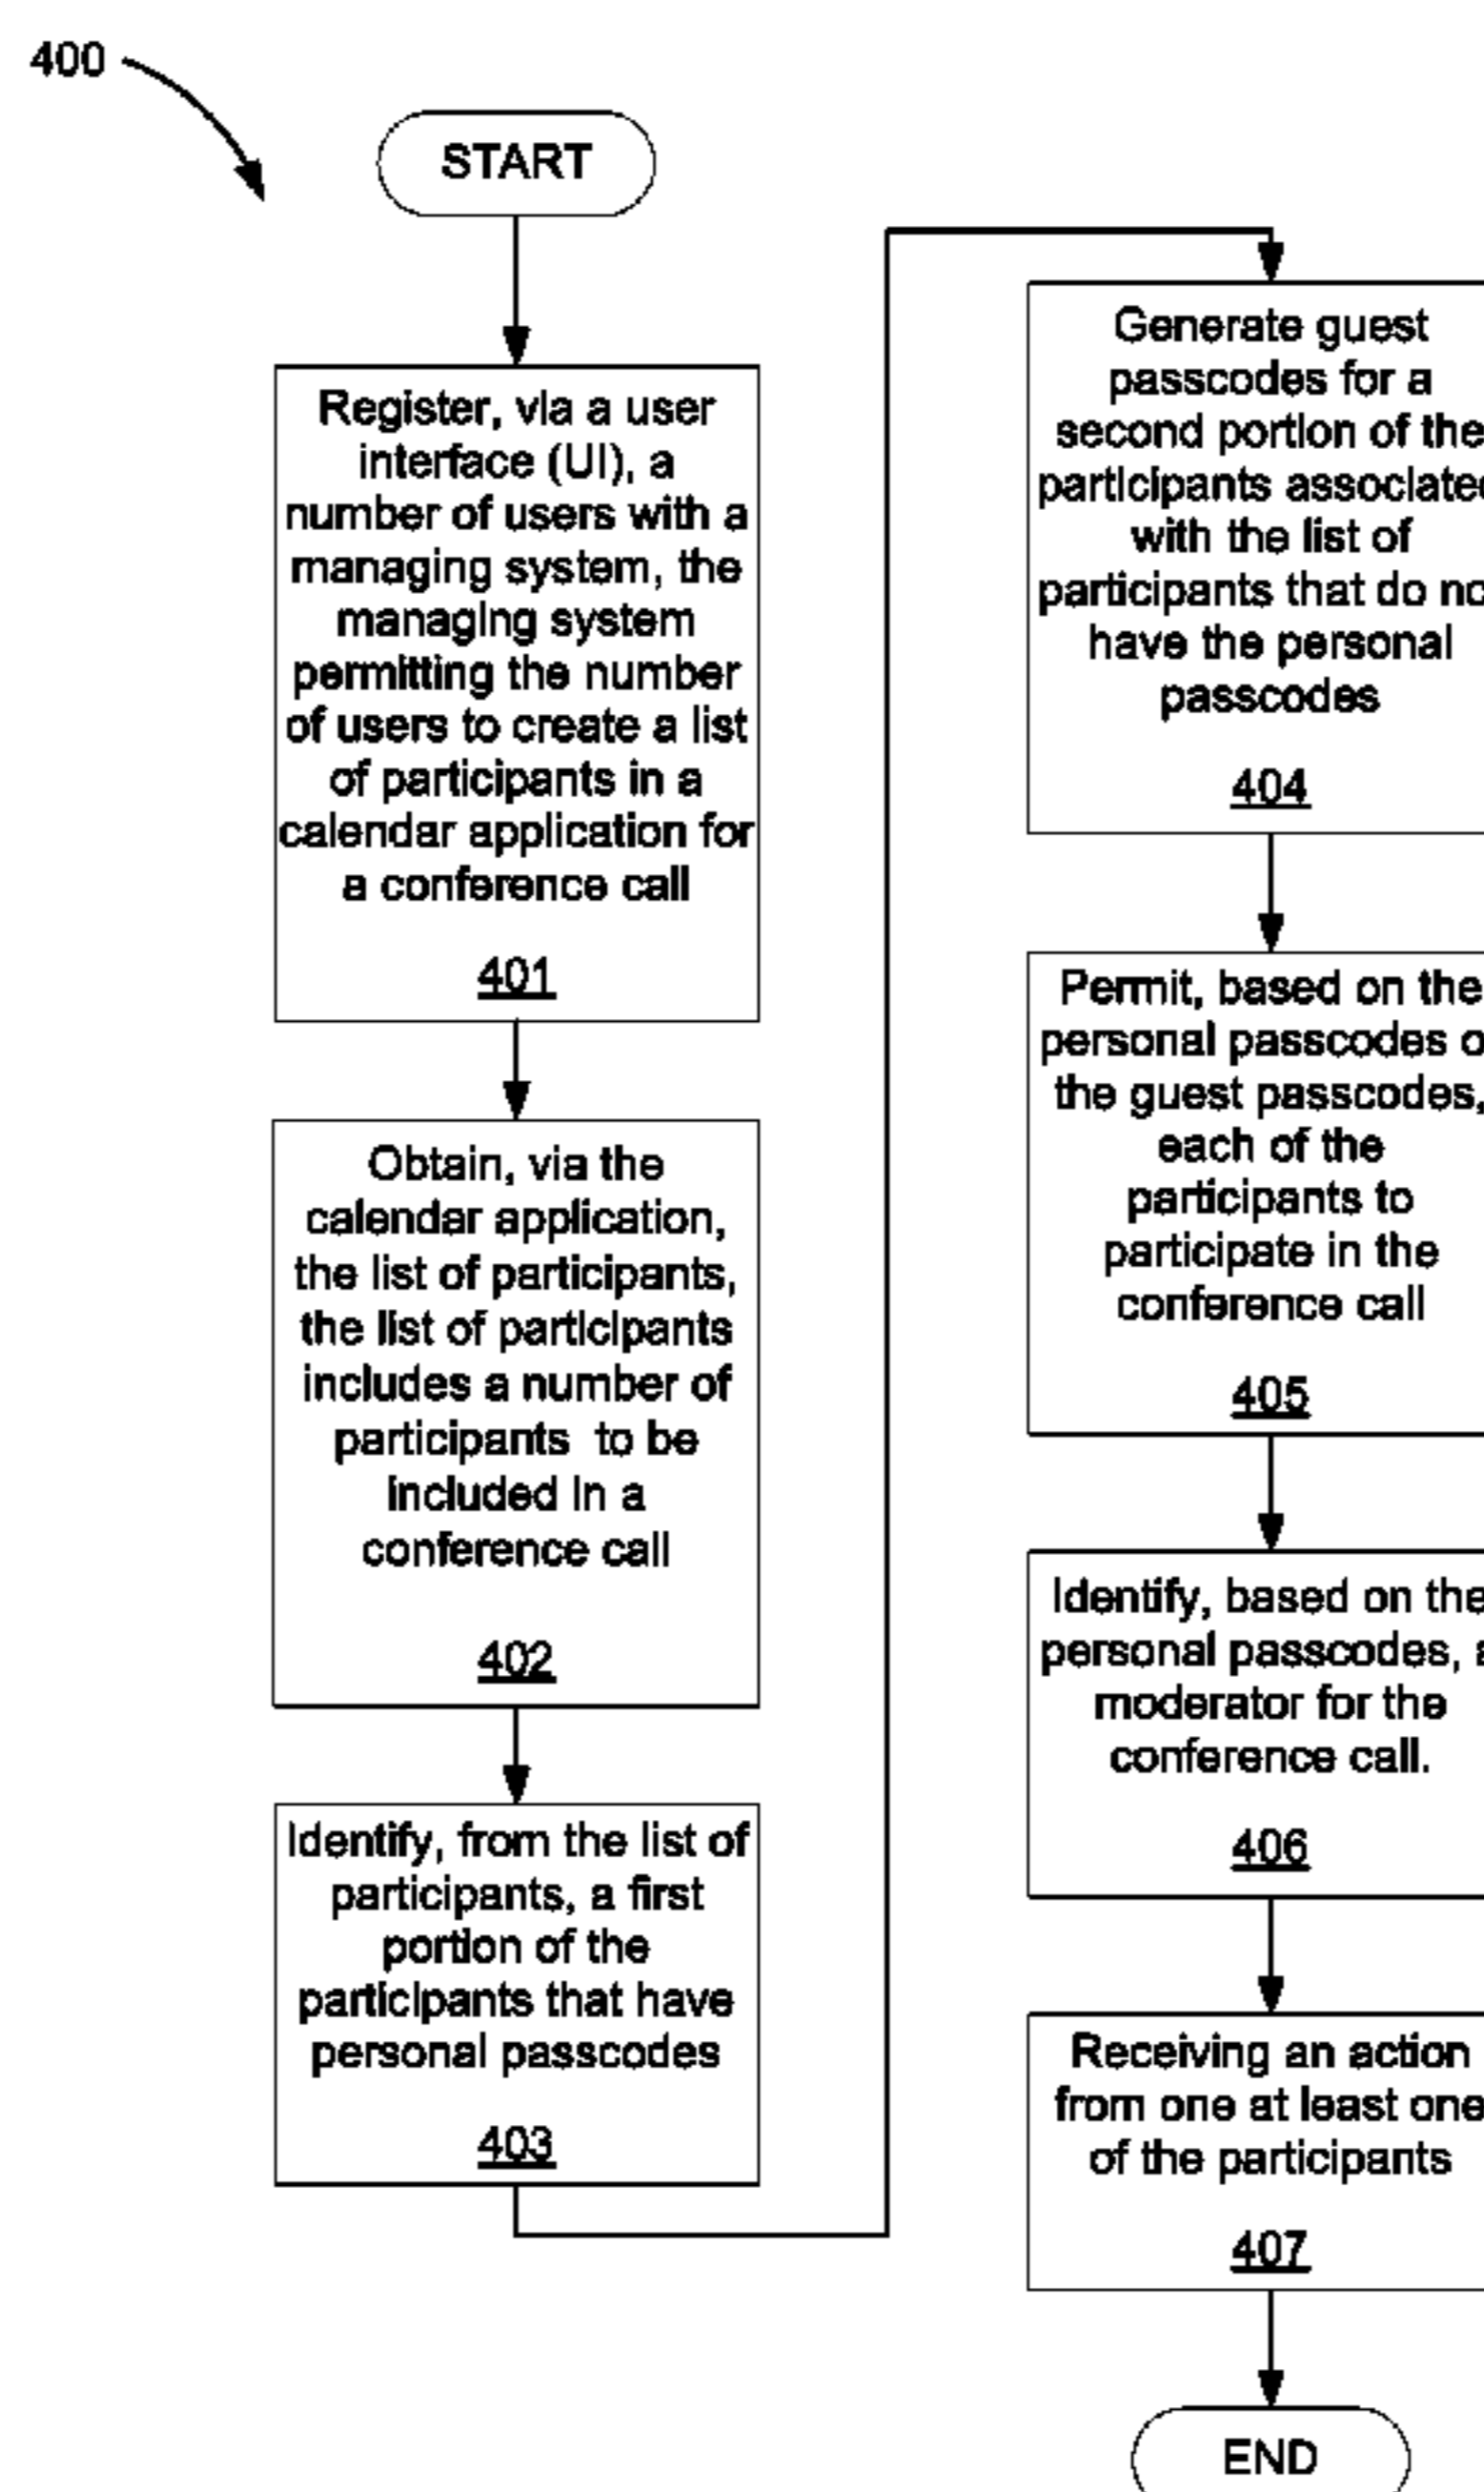 400
START
Register, via a user
interface (UI), a
number of users with a
managing system, the
managing system
permitting the number
of users to create a list
of participants in a
calendar application for
a conference call
401
Obtain, via the
calendar application,
the list of participants,
the list of participants
includes a number of
participants to be
included in a
conference call
402
Identify, from the list of
participants, a first
portion of the
participants that have
personal passcodes
403
Generate guest
passcodes for a
second portion of the
participants associated
with the list of
participants that do
have the personal
passcodes
404
Permit, based on the
personal passcodes
the guest passcodes,
each of the
participants to
participate in the
conference call
405
Identify, based on the
personal passcodes, a
moderator for the
conference call.
406
Receiving an action
from one at least one
of the participants
407
END